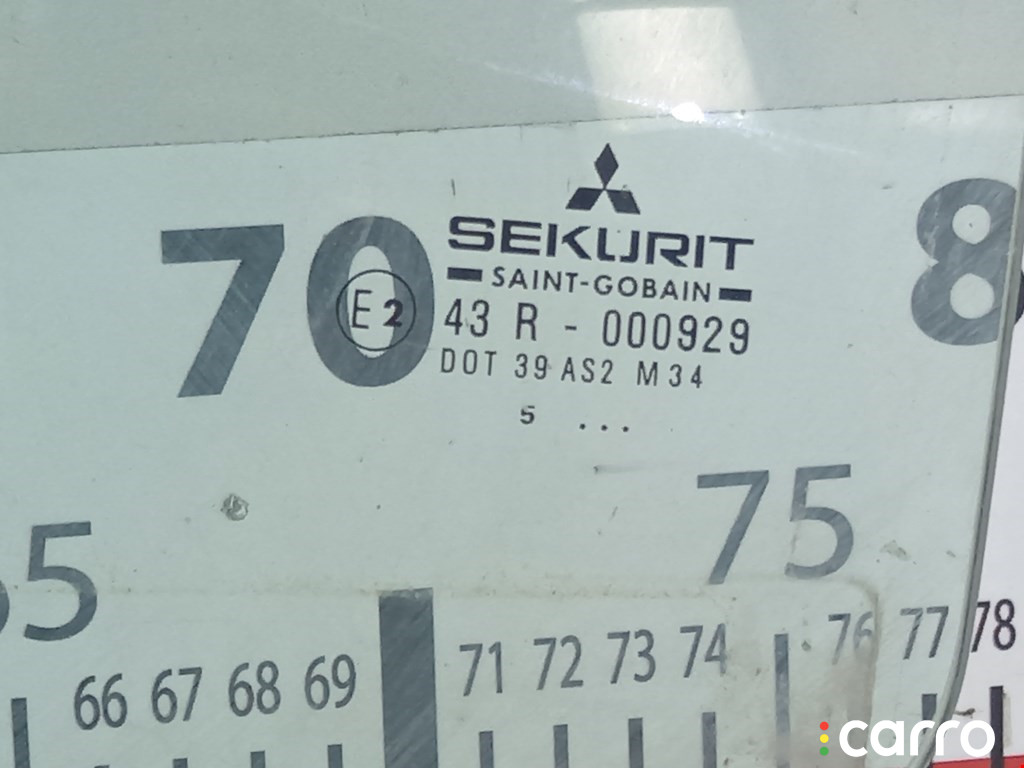 SEKURIT
SAINT-GOBAIN
70 E2 43 R - 000929 8
DOT 39 AS2 M34
5 ...
75
5
66 67 68 69 71 72 73 74 76 77 78
carro